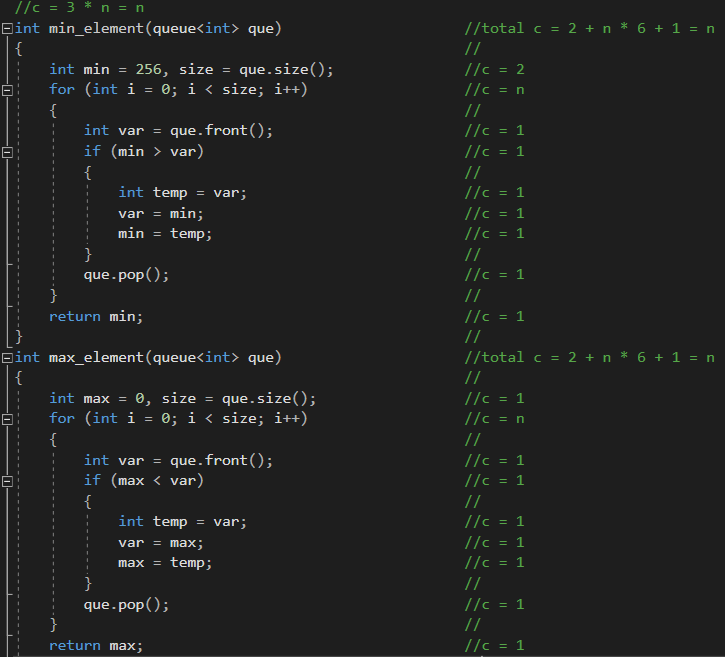 //c = 3 * n = n
int min_element(queue<int> que) //total c = 2 + n * 6 + 1 = n
{ //
int min = 256, size = que.size(); //c = 2
for (int i = 0; i < size; i++) //c = n
{ //
int var = que.front(); //c = 1
if (min > var) //c = 1
{ //
int temp = var; //c = 1
var = min; //c = 1
min = temp; //c = 1
} //
que.pop(); //c = 1
} //
return min; //c = 1
} //
int max_element(queue<int> que) //total c = 2 + n * 6 + 1 = n
{ //
int max = 0, size = que.size(); //c = 1
for (int i = 0; i < size; i++) //c = n
{ //
int var = que.front(); //c = 1
if (max < var) //c = 1
{ //
int temp = var; //c = 1
var = max; //c = 1
max = temp; //c = 1
} //
que.pop(); //c = 1
} //
return max; //c = 1